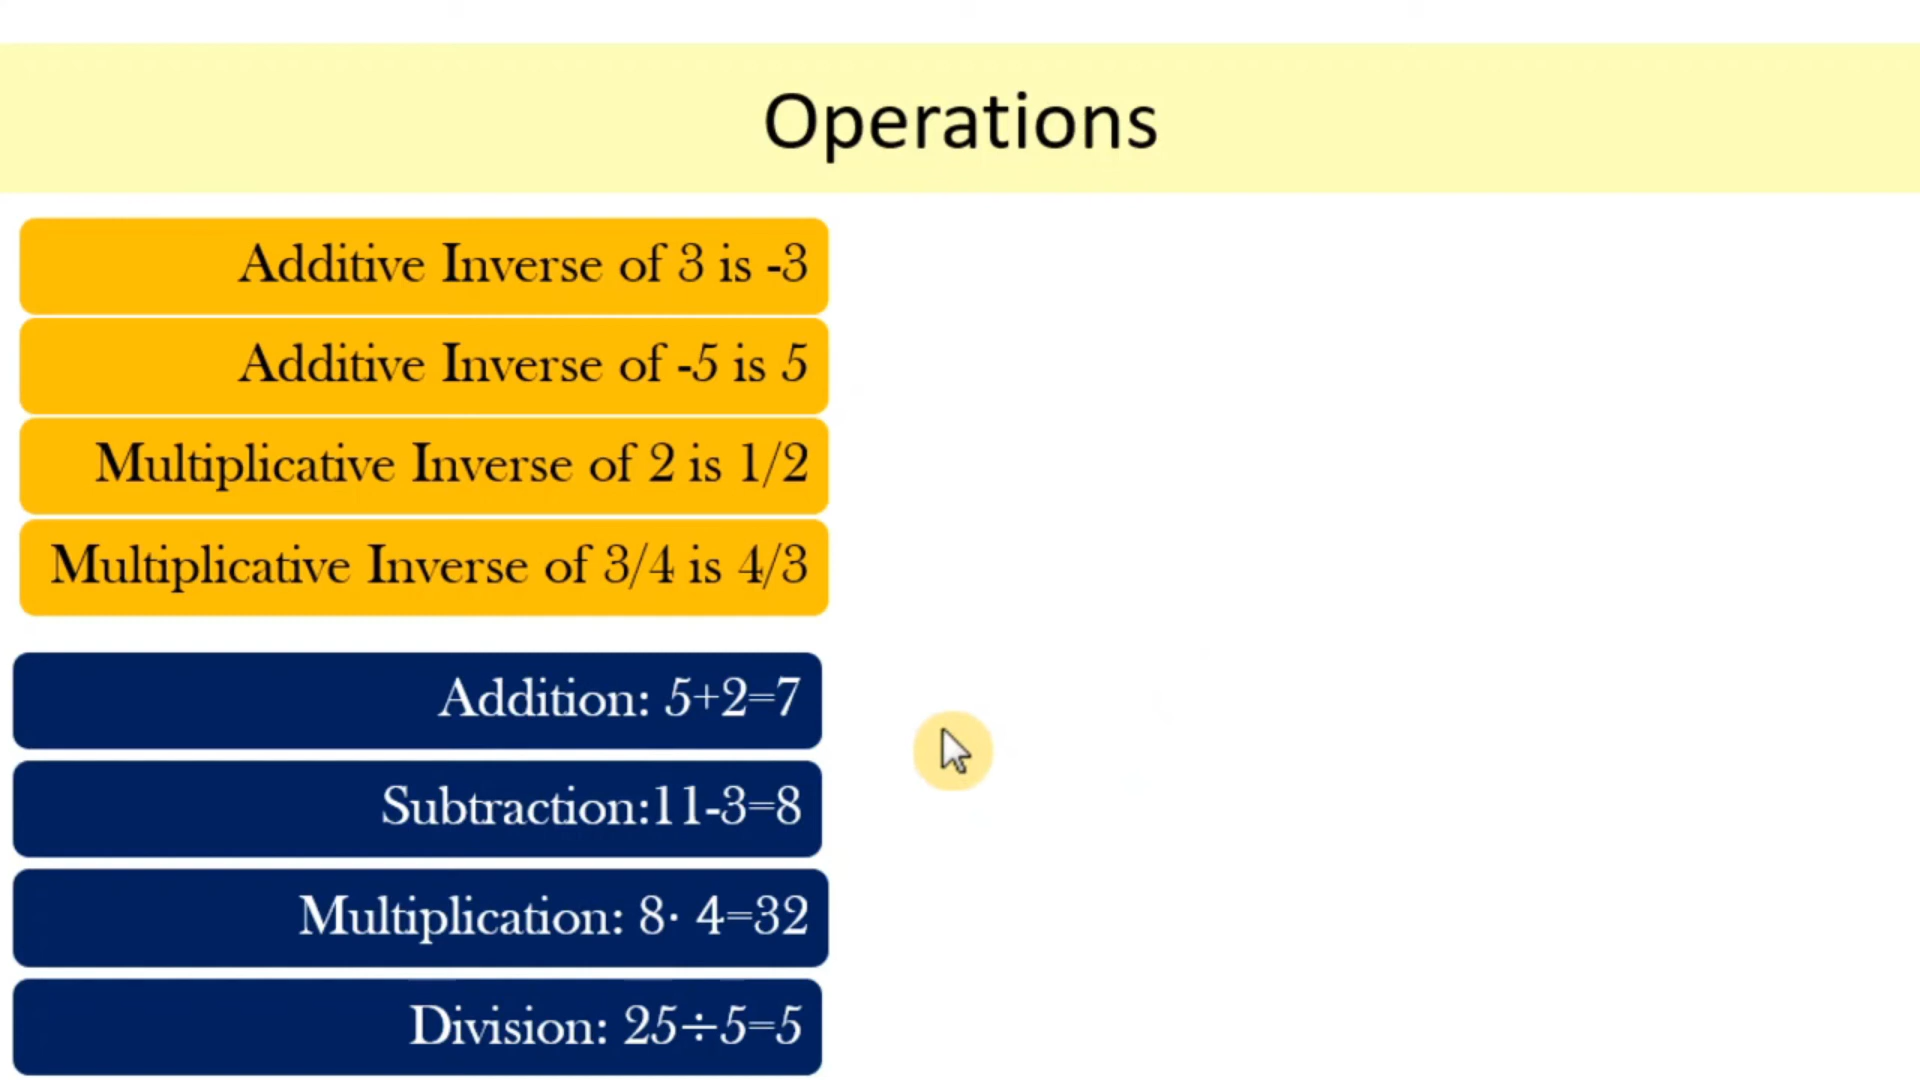 Operations
Additive Inverse of 3 is -3
Additive Inverse of -5 is 5
Multiplicative Inverse of 2 is 1/2
Multiplicative Inverse of 3/4 is 4/3
Addition: 5+2=7
Subtraction:11-3=8
Multiplication: 8· 4=32
Division: 25÷5=5